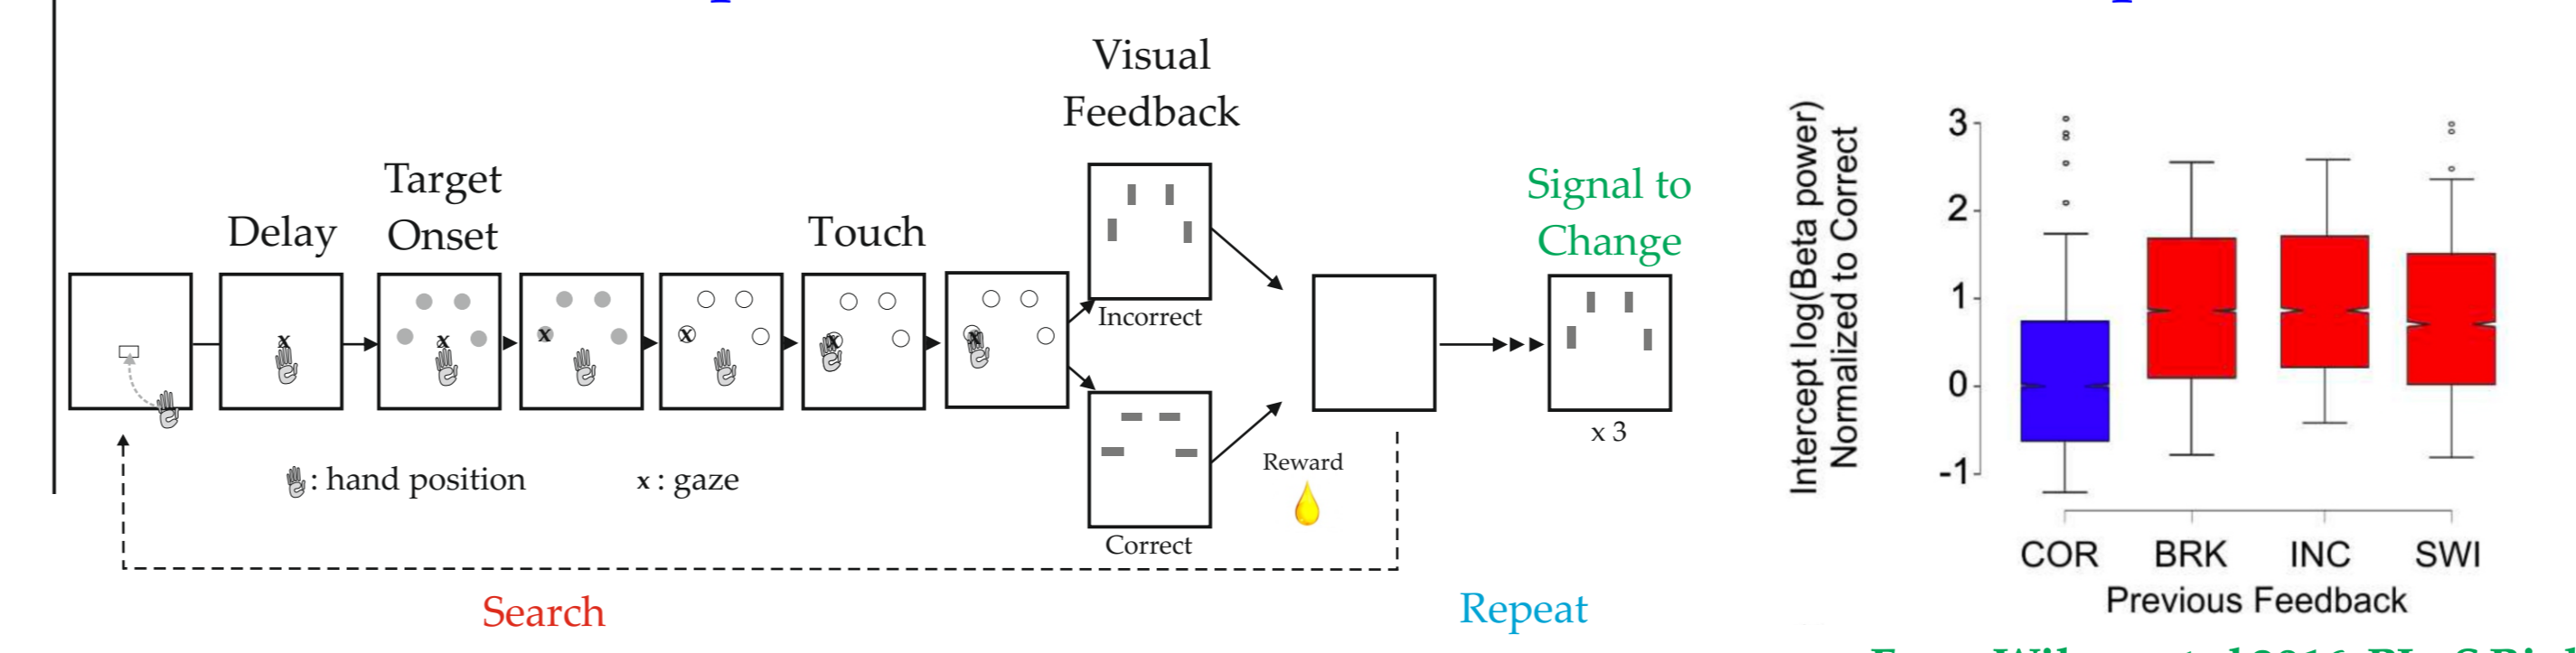 Visual
Feedback
Target
Onset
Delay
Touch
Signal to
Change
x
x
x
x
x
x
Incorrect
x 3
Reward
Correct
: hand position
x : gaze
Search
Repeat
Intercept log(Beta power)
Normalized to Correct
3
2
1
0
-1
COR BRK INC SWI
Previous Feedback